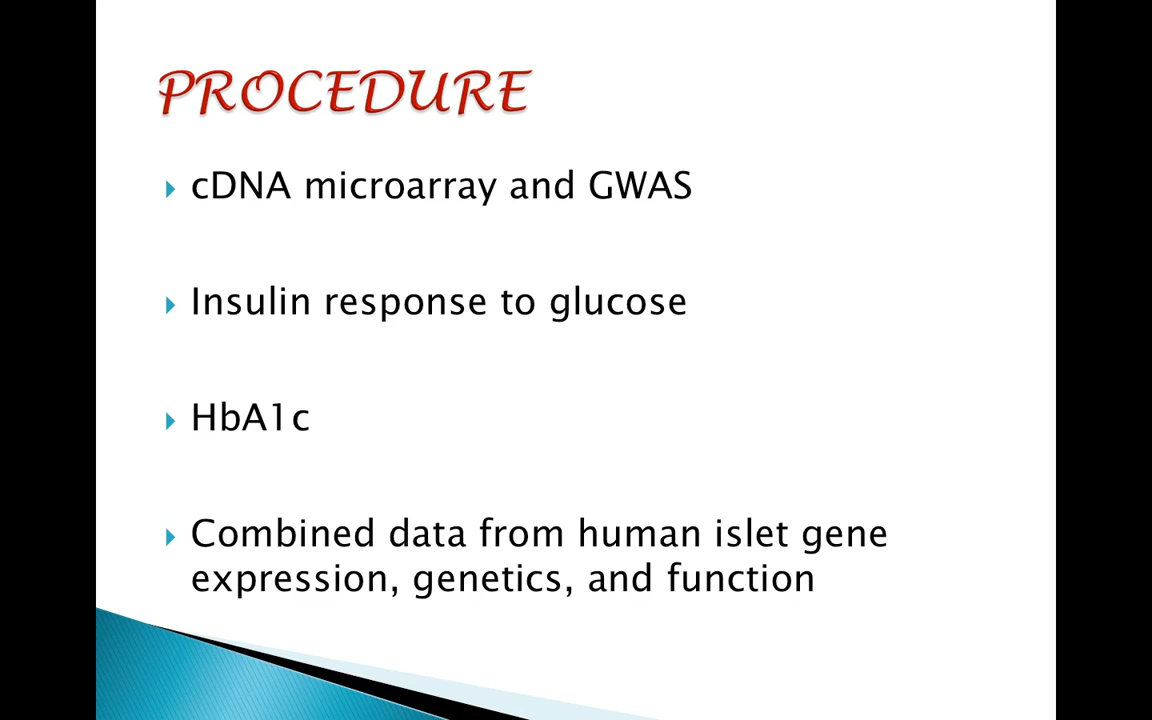 PROCEDURE
cDNA microarray and GWAS
Insulin response to glucose
HbA1c
Combined data from human islet gene
expression, genetics, and function